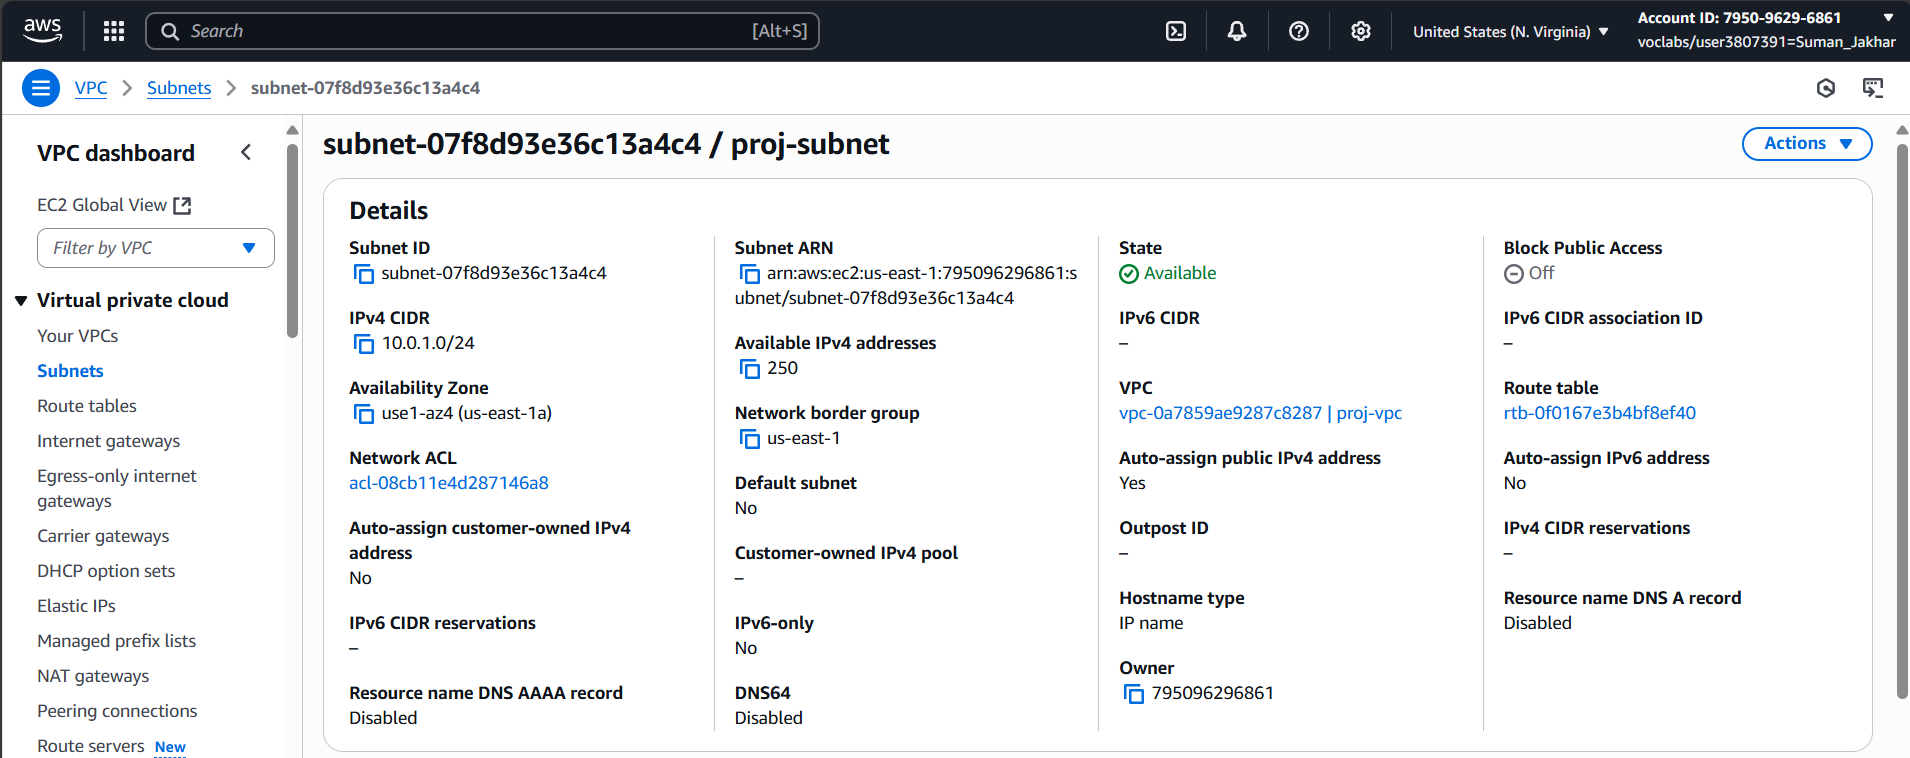 aws
Search
[Alt+S]
United States (N. Virginia)
Account ID: 7950-9629-6861
voclabs/user3807391=Suman_Jakhar
VPC
Subnets
subnet-07f8d93e36c13a4c4
VPC dashboard
EC2 Global View
Filter by VPC
Virtual private cloud
Your VPCs
Subnets
Route tables
Internet gateways
Egress-only internet
gateways
Carrier gateways
DHCP option sets
Elastic IPs
Managed prefix lists
NAT gateways
Peering connections
Route servers New
subnet-07f8d93e36c13a4c4 / proj-subnet
Actions
Details
Subnet ID
subnet-07f8d93e36c13a4c4
IPv4 CIDR
10.0.1.0/24
Availability Zone
use1-az4 (us-east-1a)
Network ACL
acl-08cb11e4d287146a8
Auto-assign customer-owned IPv4
address
No
IPv6 CIDR reservations
–
Resource name DNS AAAA record
Disabled
Subnet ARN
arn:aws:ec2:us-east-1:795096296861:s
ubnet/subnet-07f8d93e36c13a4c4
Available IPv4 addresses
250
Network border group
us-east-1
Default subnet
No
Customer-owned IPv4 pool
–
IPv6-only
No
DNS64
Disabled
State
Available
IPv6 CIDR
–
VPC
vpc-0a7859ae9287c8287 | proj-vpc
Auto-assign public IPv4 address
Yes
Outpost ID
–
Hostname type
IP name
Owner
795096296861
Block Public Access
Off
IPv6 CIDR association ID
–
Route table
rtb-0f0167e3b4bf8ef40
Auto-assign IPv6 address
No
IPv4 CIDR reservations
–
Resource name DNS A record
Disabled